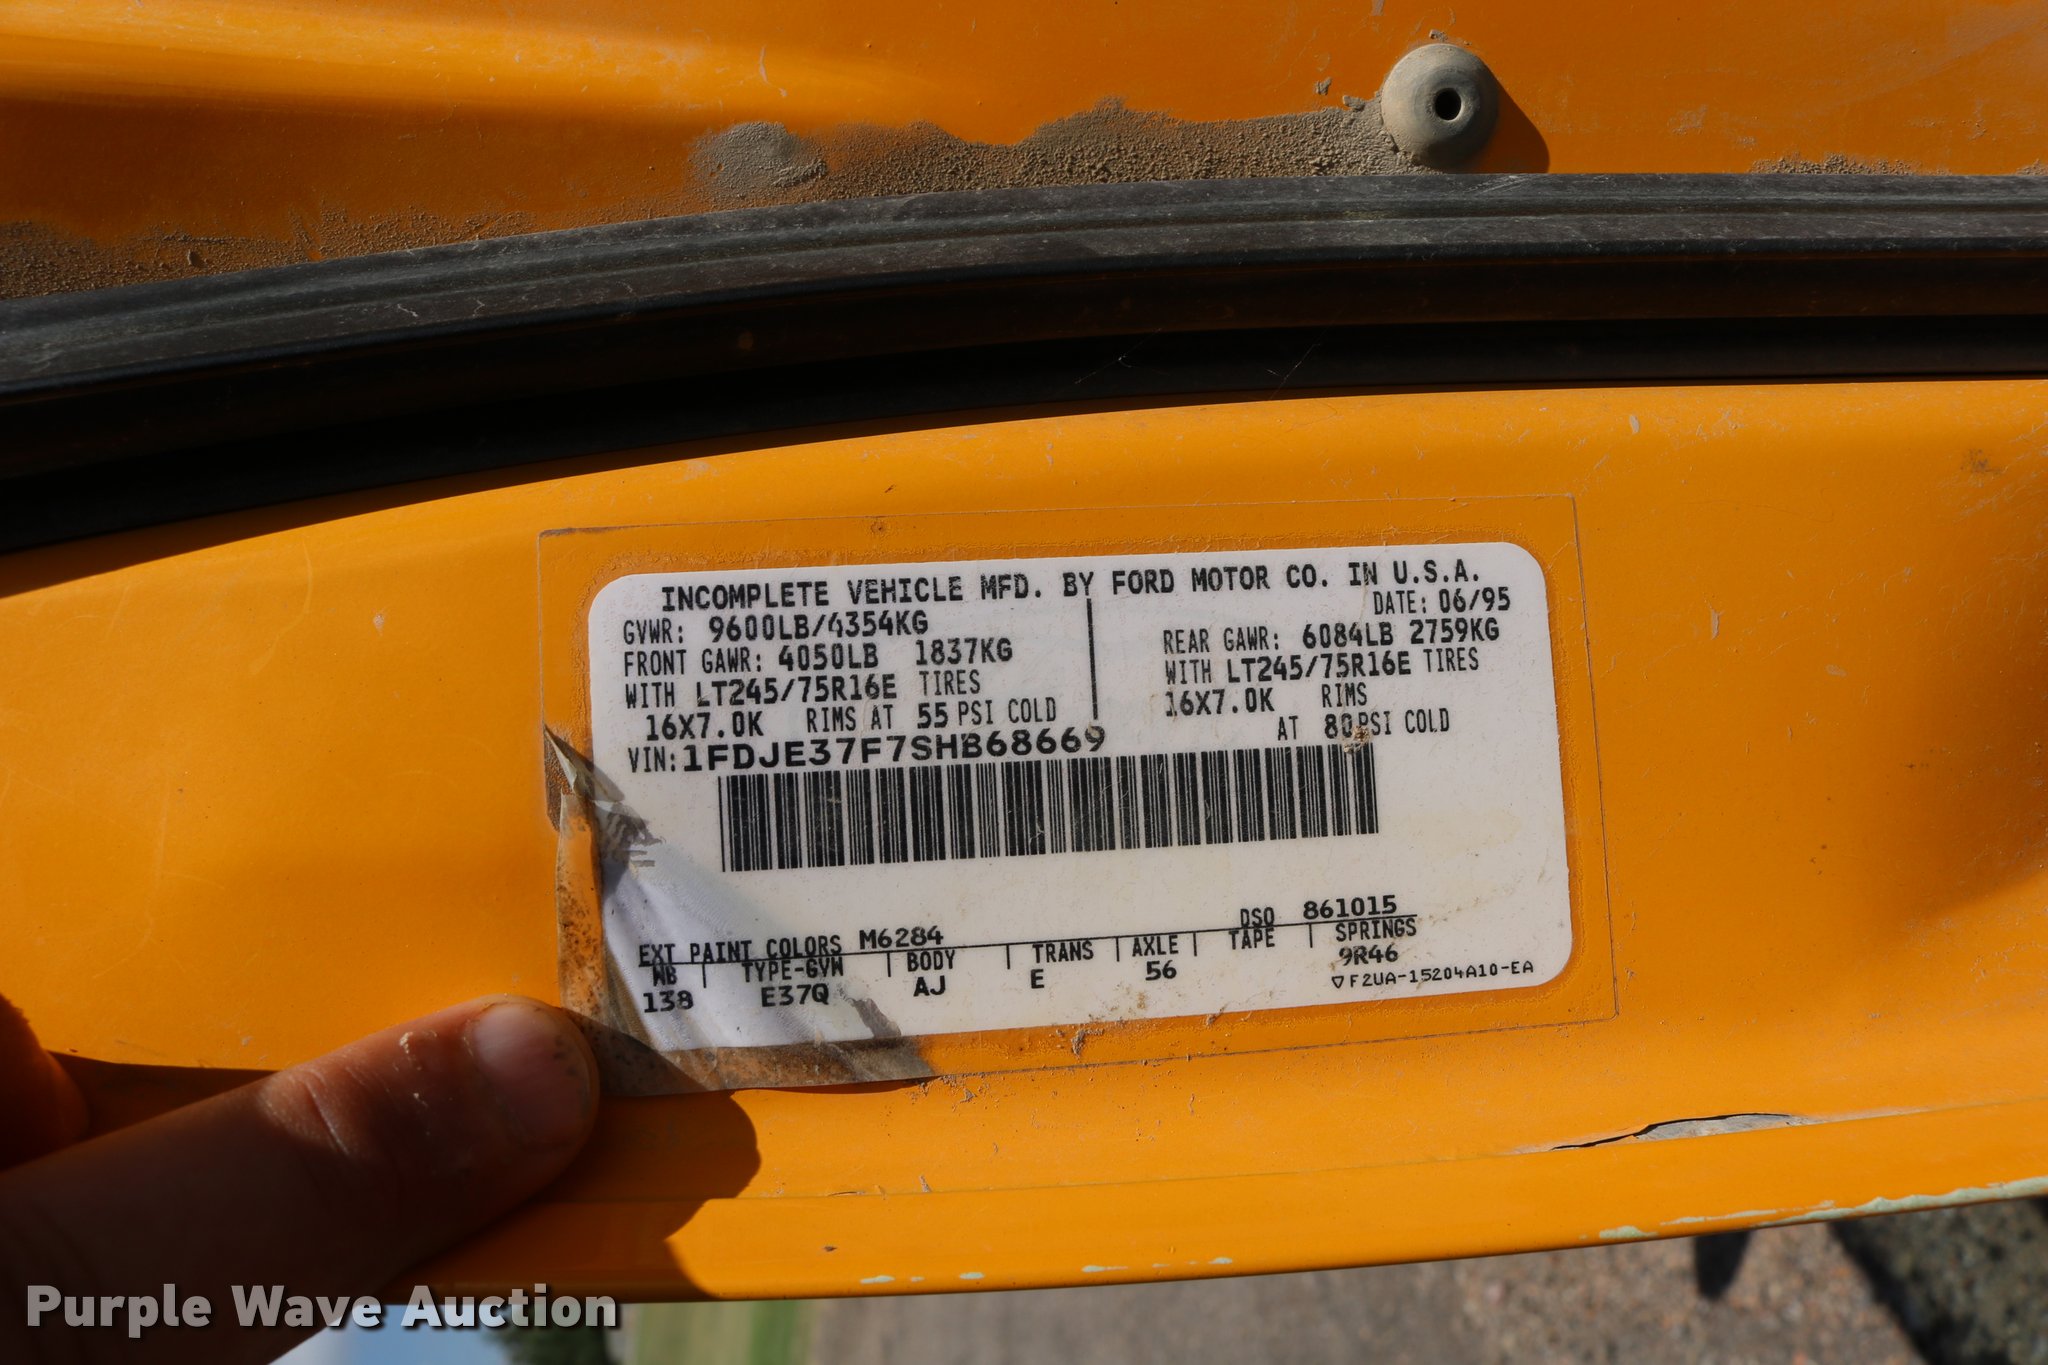 INCOMPLETE VEHICLE MFD. BY FORD MOTOR CO. IN U.S.A.
DATE: 06/95
GVWR: 9600LB/4354KG
FRONT GAWR: 4050LB 1837KG
WITH LT245/75R16E TIRES
16X7.0K RIMS AT 55 PSI COLD
REAR GAWR: 6084LB 2759KG
WITH LT245/75R16E TIRES
16X7.0K RIMS
AT 80 PSI COLD
VIN: 1FDJE37F7SHB68669
EXT PAINT COLORS M6284 DSO 861015
WB | TYPE-GVW | BODY | TRANS | AXLE | TAPE | SPRINGS
138 E37Q AJ E 56 9R46
▽F2UA-15204A10-EA
Purple Wave Auction